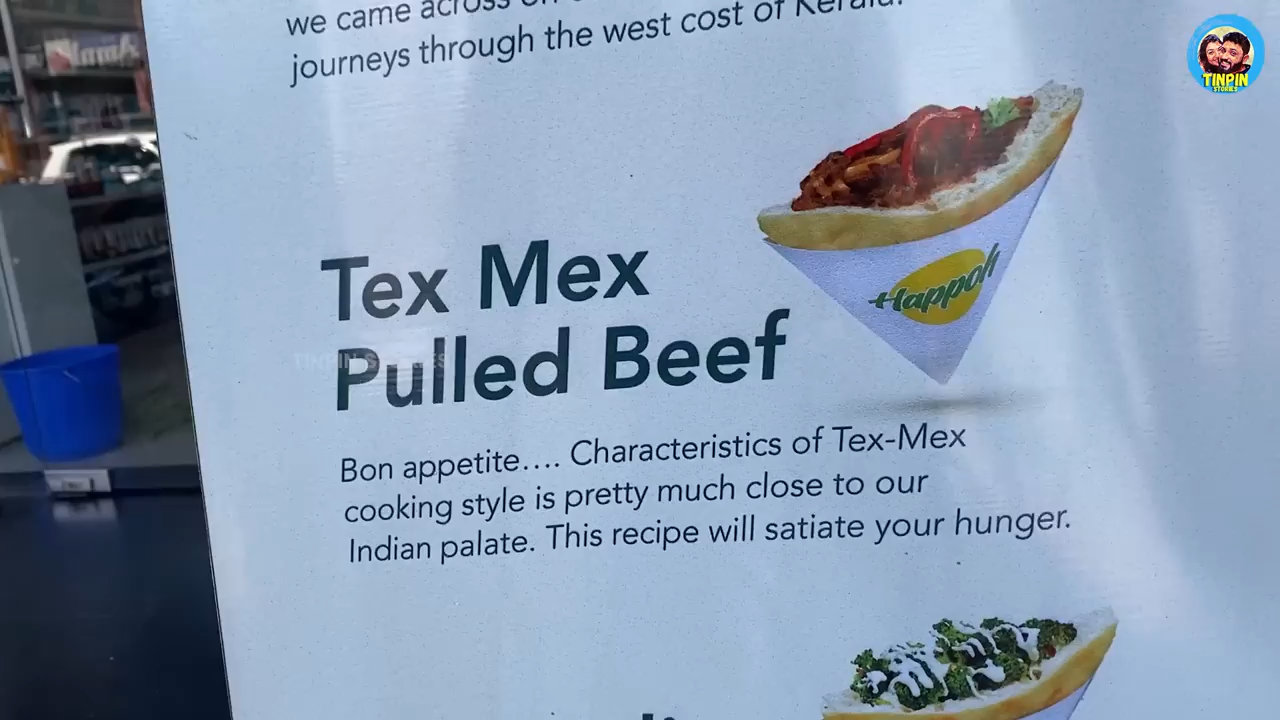 we came across on
journeys through the west cost of Kerala.
Tex Mex
Pulled Beef
Happoh
Bon appetite…. Characteristics of Tex-Mex
cooking style is pretty much close to our
Indian palate. This recipe will satiate your hunger.
TINPIN STORIES
TINPIN
STORIES